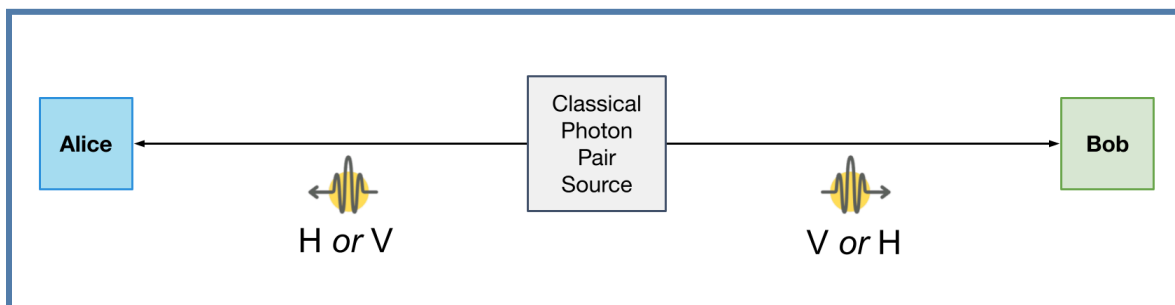 Alice
Classical
Photon
Pair
Source
Bob
H or V
V or H